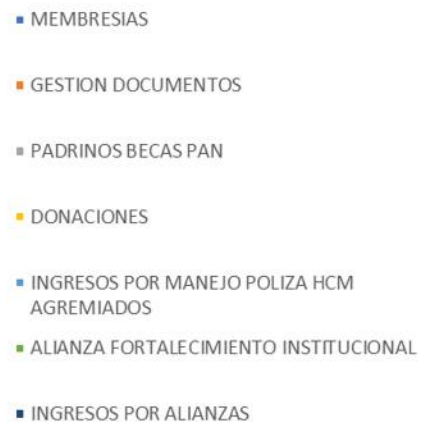 MEMBRESIAS
GESTION DOCUMENTOS
PADRINOS BECAS PAN
DONACIONES
INGRESOS POR MANEJO POLIZA HCM
AGREMIADOS
ALIANZA FORTALECIMIENTO INSTITUCIONAL
INGRESOS POR ALIANZAS